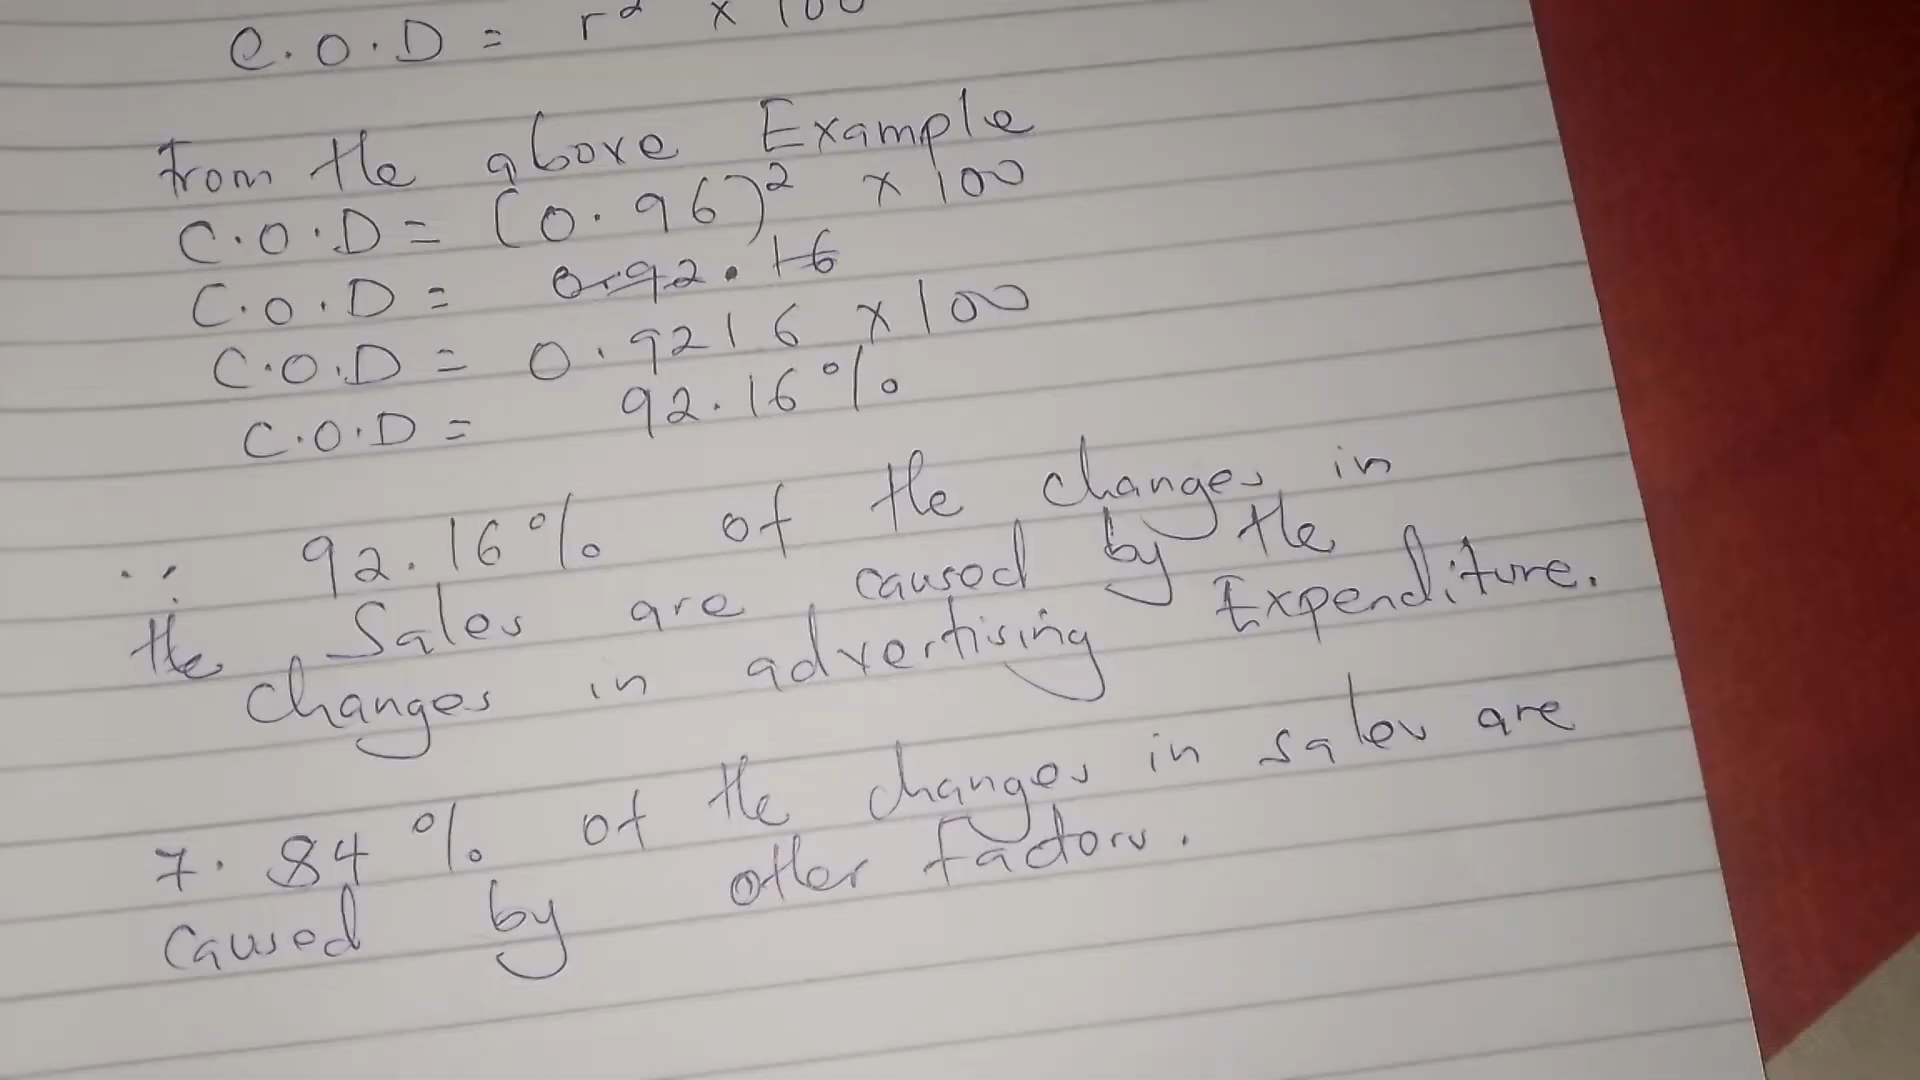 C.O.D = r² × 100
From the above Example
C.O.D = (0.96)² × 100
C.O.D = 0.92.16
C.O.D = 0.9216 × 100
C.O.D = 92.16%
∴ 92.16% of the changes in
the Sales are caused by the
changes in advertising Expenditure.
7.84% of the changes in sales are
caused by other factors.